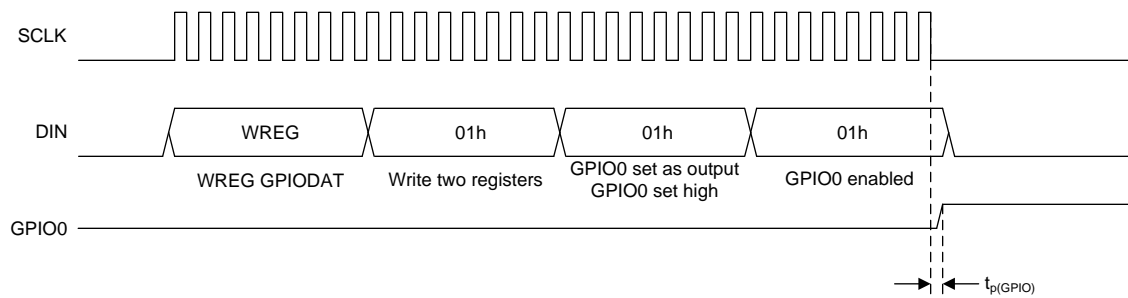 SCLK
DIN
WREG
01h
01h
01h
WREG GPIODAT
Write two registers
GPIO0 set as output
GPIO0 set high
GPIO0 enabled
GPIO0
tp(GPIO)